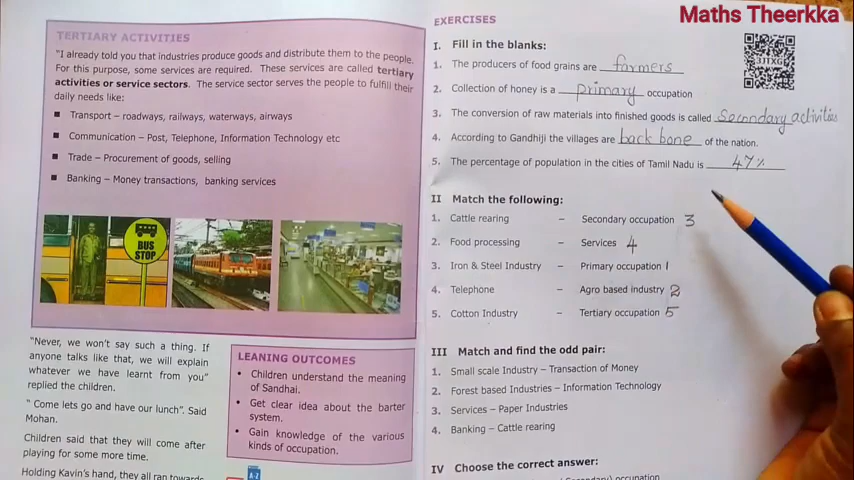 Maths Theerkka
TERTIARY ACTIVITIES
"I already told you that industries produce goods and distribute them to the people.
For this purpose, some services are required. These services are called tertiary
activities or service sectors. The service sector serves the people to fulfill their
daily needs like:
■ Transport – roadways, railways, waterways, airways
■ Communication – Post, Telephone, Information Technology etc
■ Trade – Procurement of goods, selling
■ Banking – Money transactions, banking services
BUS
STOP
"Never, we won't say such a thing. If
anyone talks like that, we will explain
whatever we have learnt from you"
replied the children.
" Come lets go and have our lunch". Said
Mohan.
Children said that they will come after
playing for some more time.
Holding Kavin's hand, they all ran towards
LEANING OUTCOMES
• Children understand the meaning
of Sandhai.
• Get clear idea about the barter
system.
• Gain knowledge of the various
kinds of occupation.
A-Z
EXERCISES
3JTXG
I. Fill in the blanks:
1. The producers of food grains are farmers
2. Collection of honey is a primary occupation
3. The conversion of raw materials into finished goods is called Secondary activities
4. According to Gandhiji the villages are back bone of the nation.
5. The percentage of population in the cities of Tamil Nadu is 47%
II Match the following:
1. Cattle rearing – Secondary occupation 3
2. Food processing – Services 4
3. Iron & Steel Industry – Primary occupation 1
4. Telephone – Agro based industry 2
5. Cotton Industry – Tertiary occupation 5
III Match and find the odd pair:
1. Small scale Industry – Transaction of Money
2. Forest based Industries – Information Technology
3. Services – Paper Industries
4. Banking – Cattle rearing
IV Choose the correct answer: